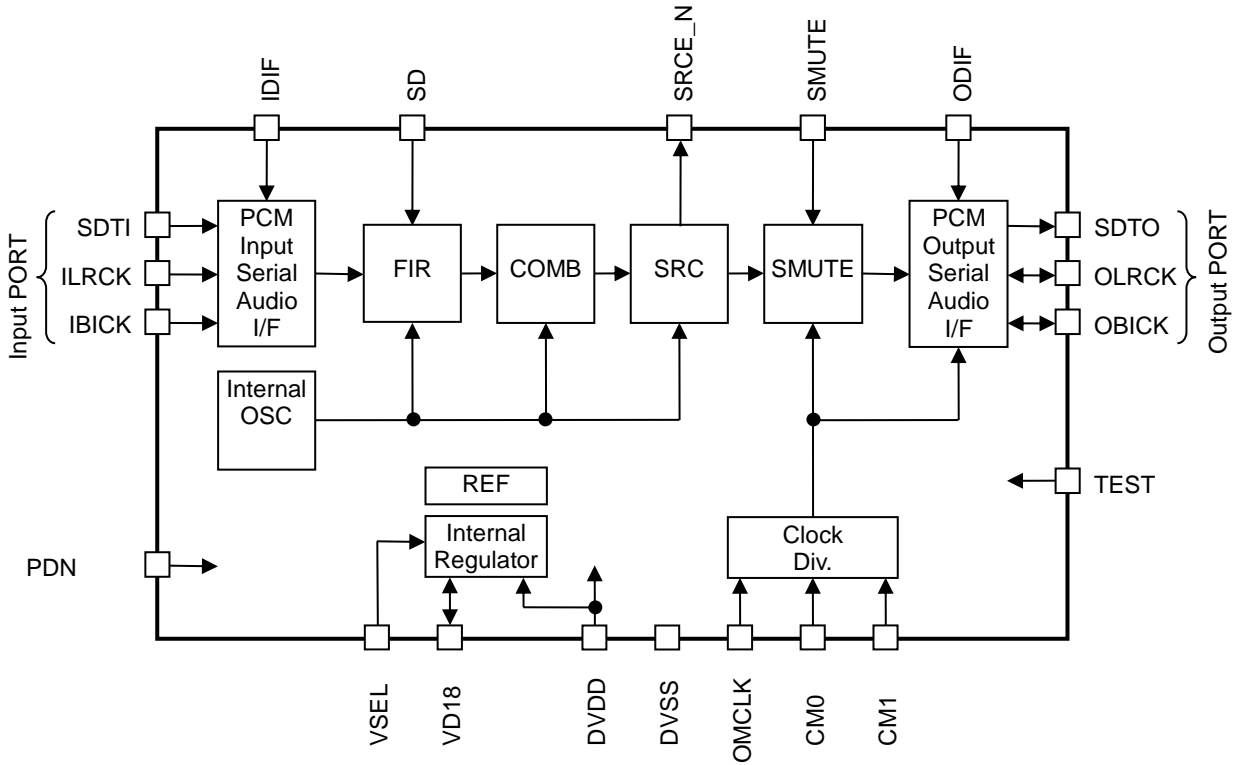 IDIF
SD
SRCE_N
SMUTE
ODIF
Input PORT
SDTI
ILRCK
IBICK
PCM
Input
Serial
Audio
I/F
FIR
COMB
SRC
SMUTE
PCM
Output
Serial
Audio
I/F
SDTO
OLRCK
OBICK
Output PORT
Internal
OSC
REF
Internal
Regulator
Clock
Div.
TEST
PDN
VSEL
VD18
DVDD
DVSS
OMCLK
CM0
CM1